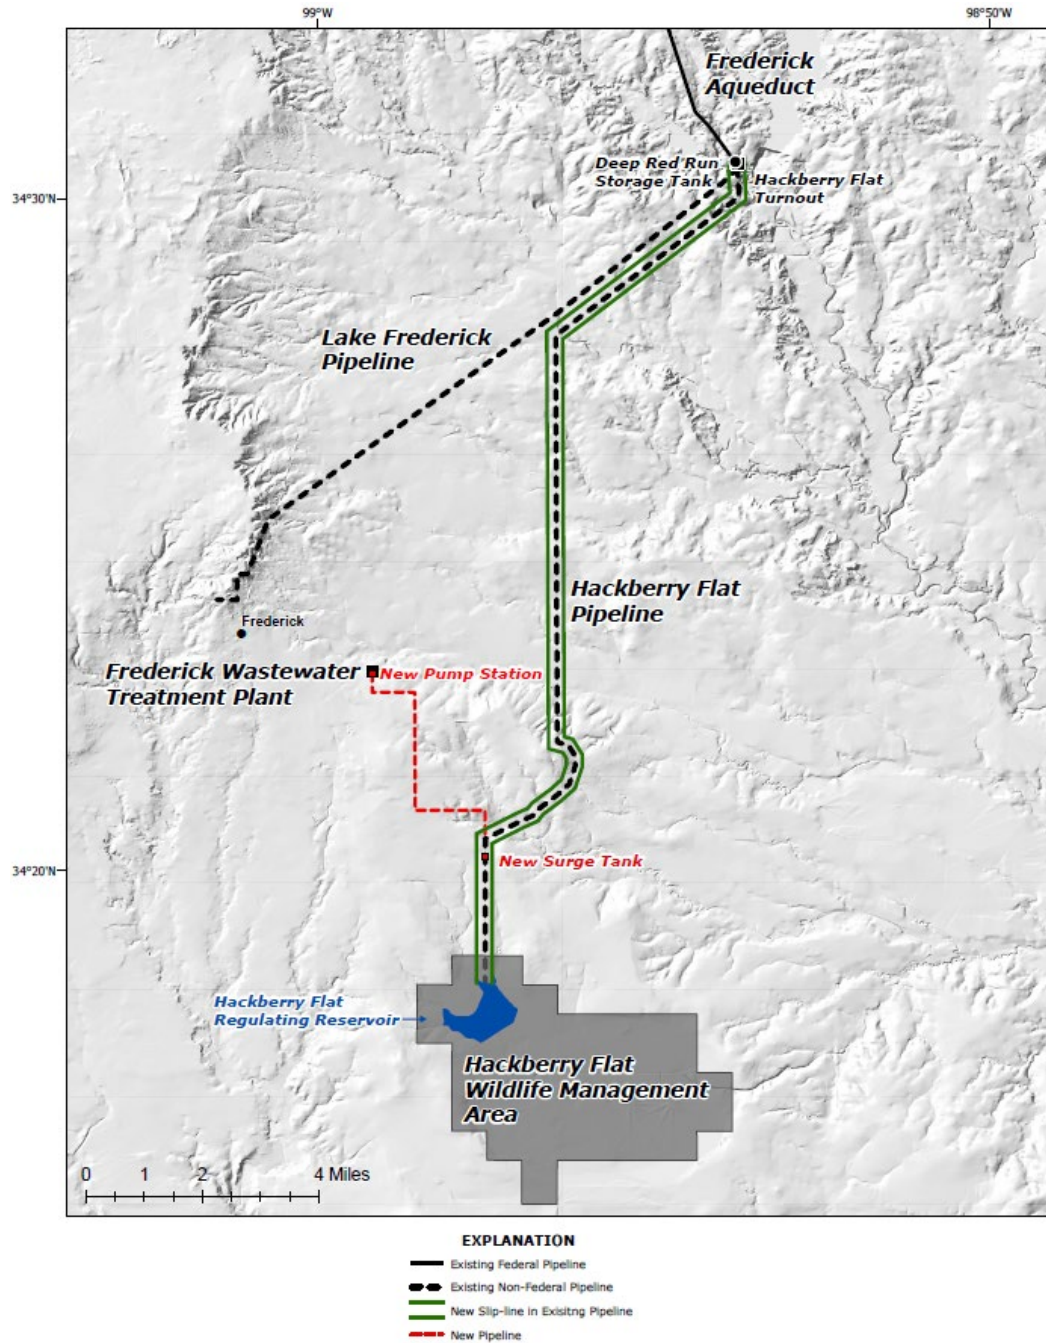 99°W
98°50'W
Frederick
Aqueduct
Deep Red Run
Storage Tank
Hackberry Flat
Turnout
34°30'N
Lake Frederick
Pipeline
Hackberry Flat
Pipeline
Frederick
Frederick Wastewater
Treatment Plant
New Pump Station
New Surge Tank
34°20'N
Hackberry Flat
Regulating Reservoir
Hackberry Flat
Wildlife Management
Area
0 1 2 4 Miles
EXPLANATION
Existing Federal Pipeline
Existing Non-Federal Pipeline
New Slip-line in Exisitng Pipeline
New Pipeline